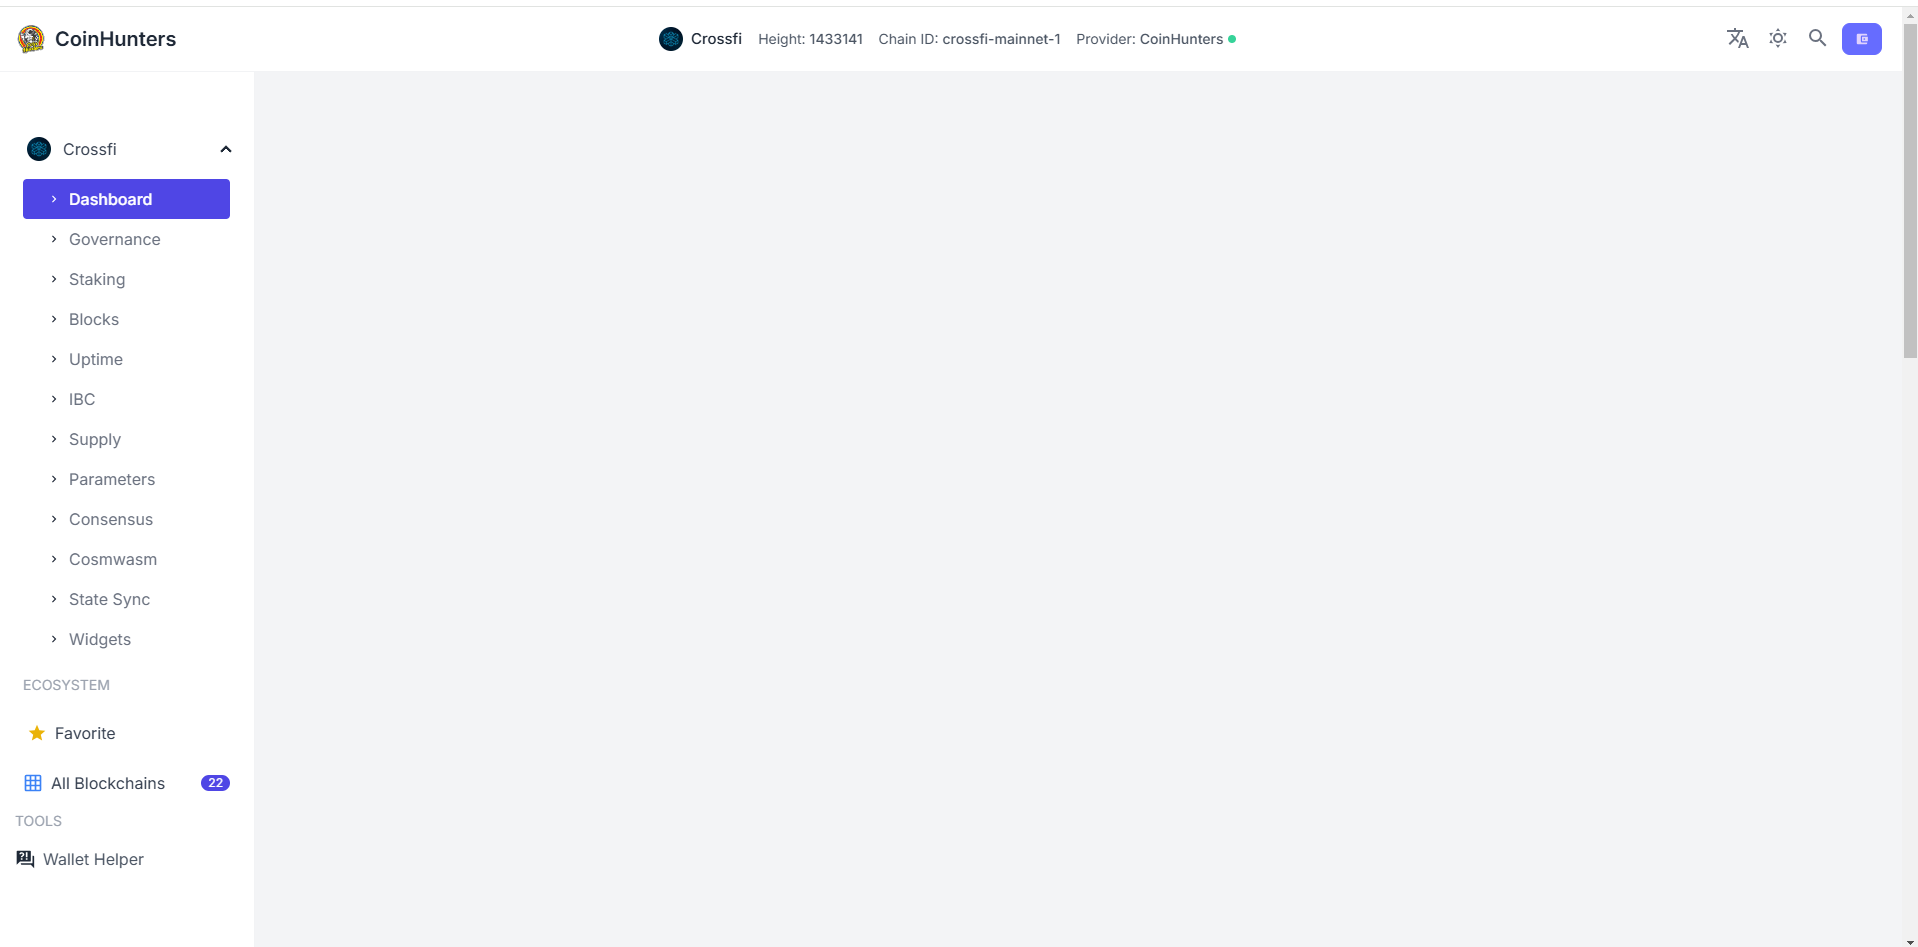 CoinHunters
Crossfi Height: 1433141 Chain ID: crossfi-mainnet-1 Provider: CoinHunters
Crossfi
Dashboard
Governance
Staking
Blocks
Uptime
IBC
Supply
Parameters
Consensus
Cosmwasm
State Sync
Widgets
ECOSYSTEM
Favorite
All Blockchains 22
TOOLS
Wallet Helper